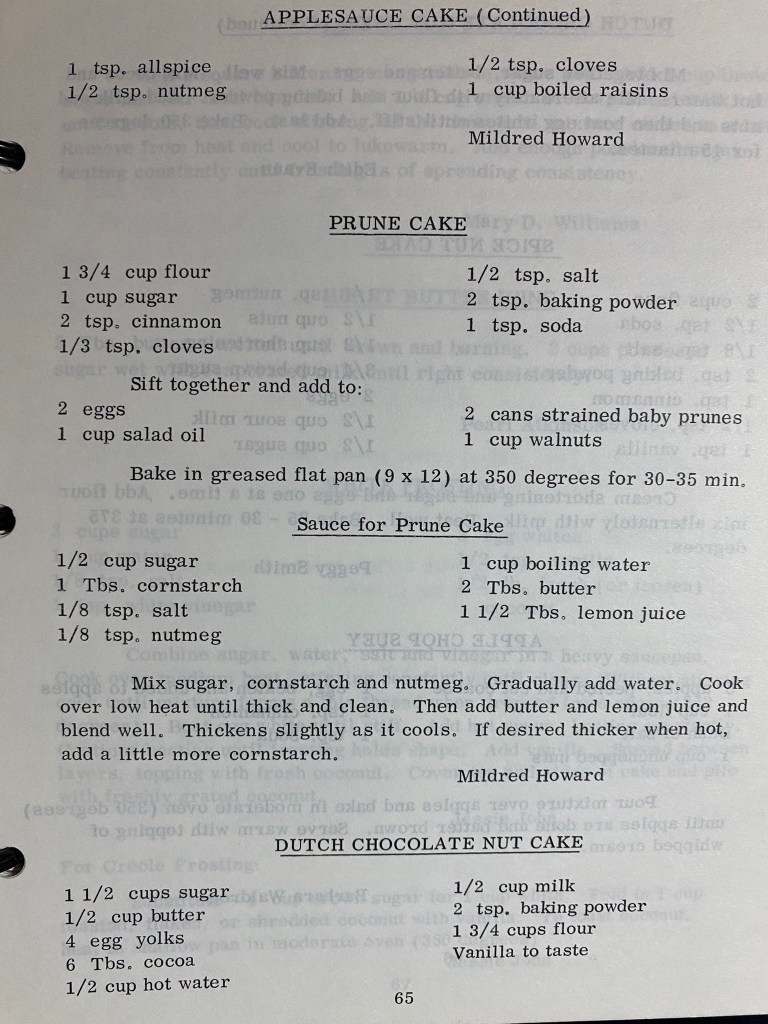 APPLESAUCE CAKE (Continued)
1 tsp. allspice
1/2 tsp. nutmeg
1/2 tsp. cloves
1 cup boiled raisins
Mildred Howard
PRUNE CAKE
1 3/4 cup flour
1 cup sugar
2 tsp. cinnamon
1/3 tsp. cloves
1/2 tsp. salt
2 tsp. baking powder
1 tsp. soda
Sift together and add to:
2 eggs
1 cup salad oil
2 cans strained baby prunes
1 cup walnuts
Bake in greased flat pan (9 x 12) at 350 degrees for 30-35 min.
Sauce for Prune Cake
1/2 cup sugar
1 Tbs. cornstarch
1/8 tsp. salt
1/8 tsp. nutmeg
1 cup boiling water
2 Tbs. butter
1 1/2 Tbs. lemon juice
Mix sugar, cornstarch and nutmeg. Gradually add water. Cook
over low heat until thick and clean. Then add butter and lemon juice and
blend well. Thickens slightly as it cools. If desired thicker when hot,
add a little more cornstarch.
Mildred Howard
DUTCH CHOCOLATE NUT CAKE
1 1/2 cups sugar
1/2 cup butter
4 egg yolks
6 Tbs. cocoa
1/2 cup hot water
1/2 cup milk
2 tsp. baking powder
1 3/4 cups flour
Vanilla to taste
65